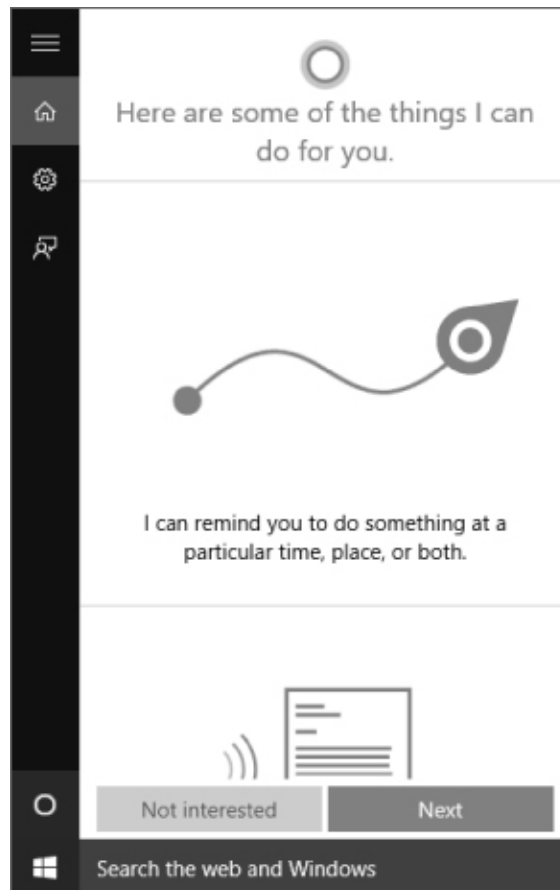 Here are some of the things I can
do for you.
I can remind you to do something at a
particular time, place, or both.
Not interested
Next
Search the web and Windows